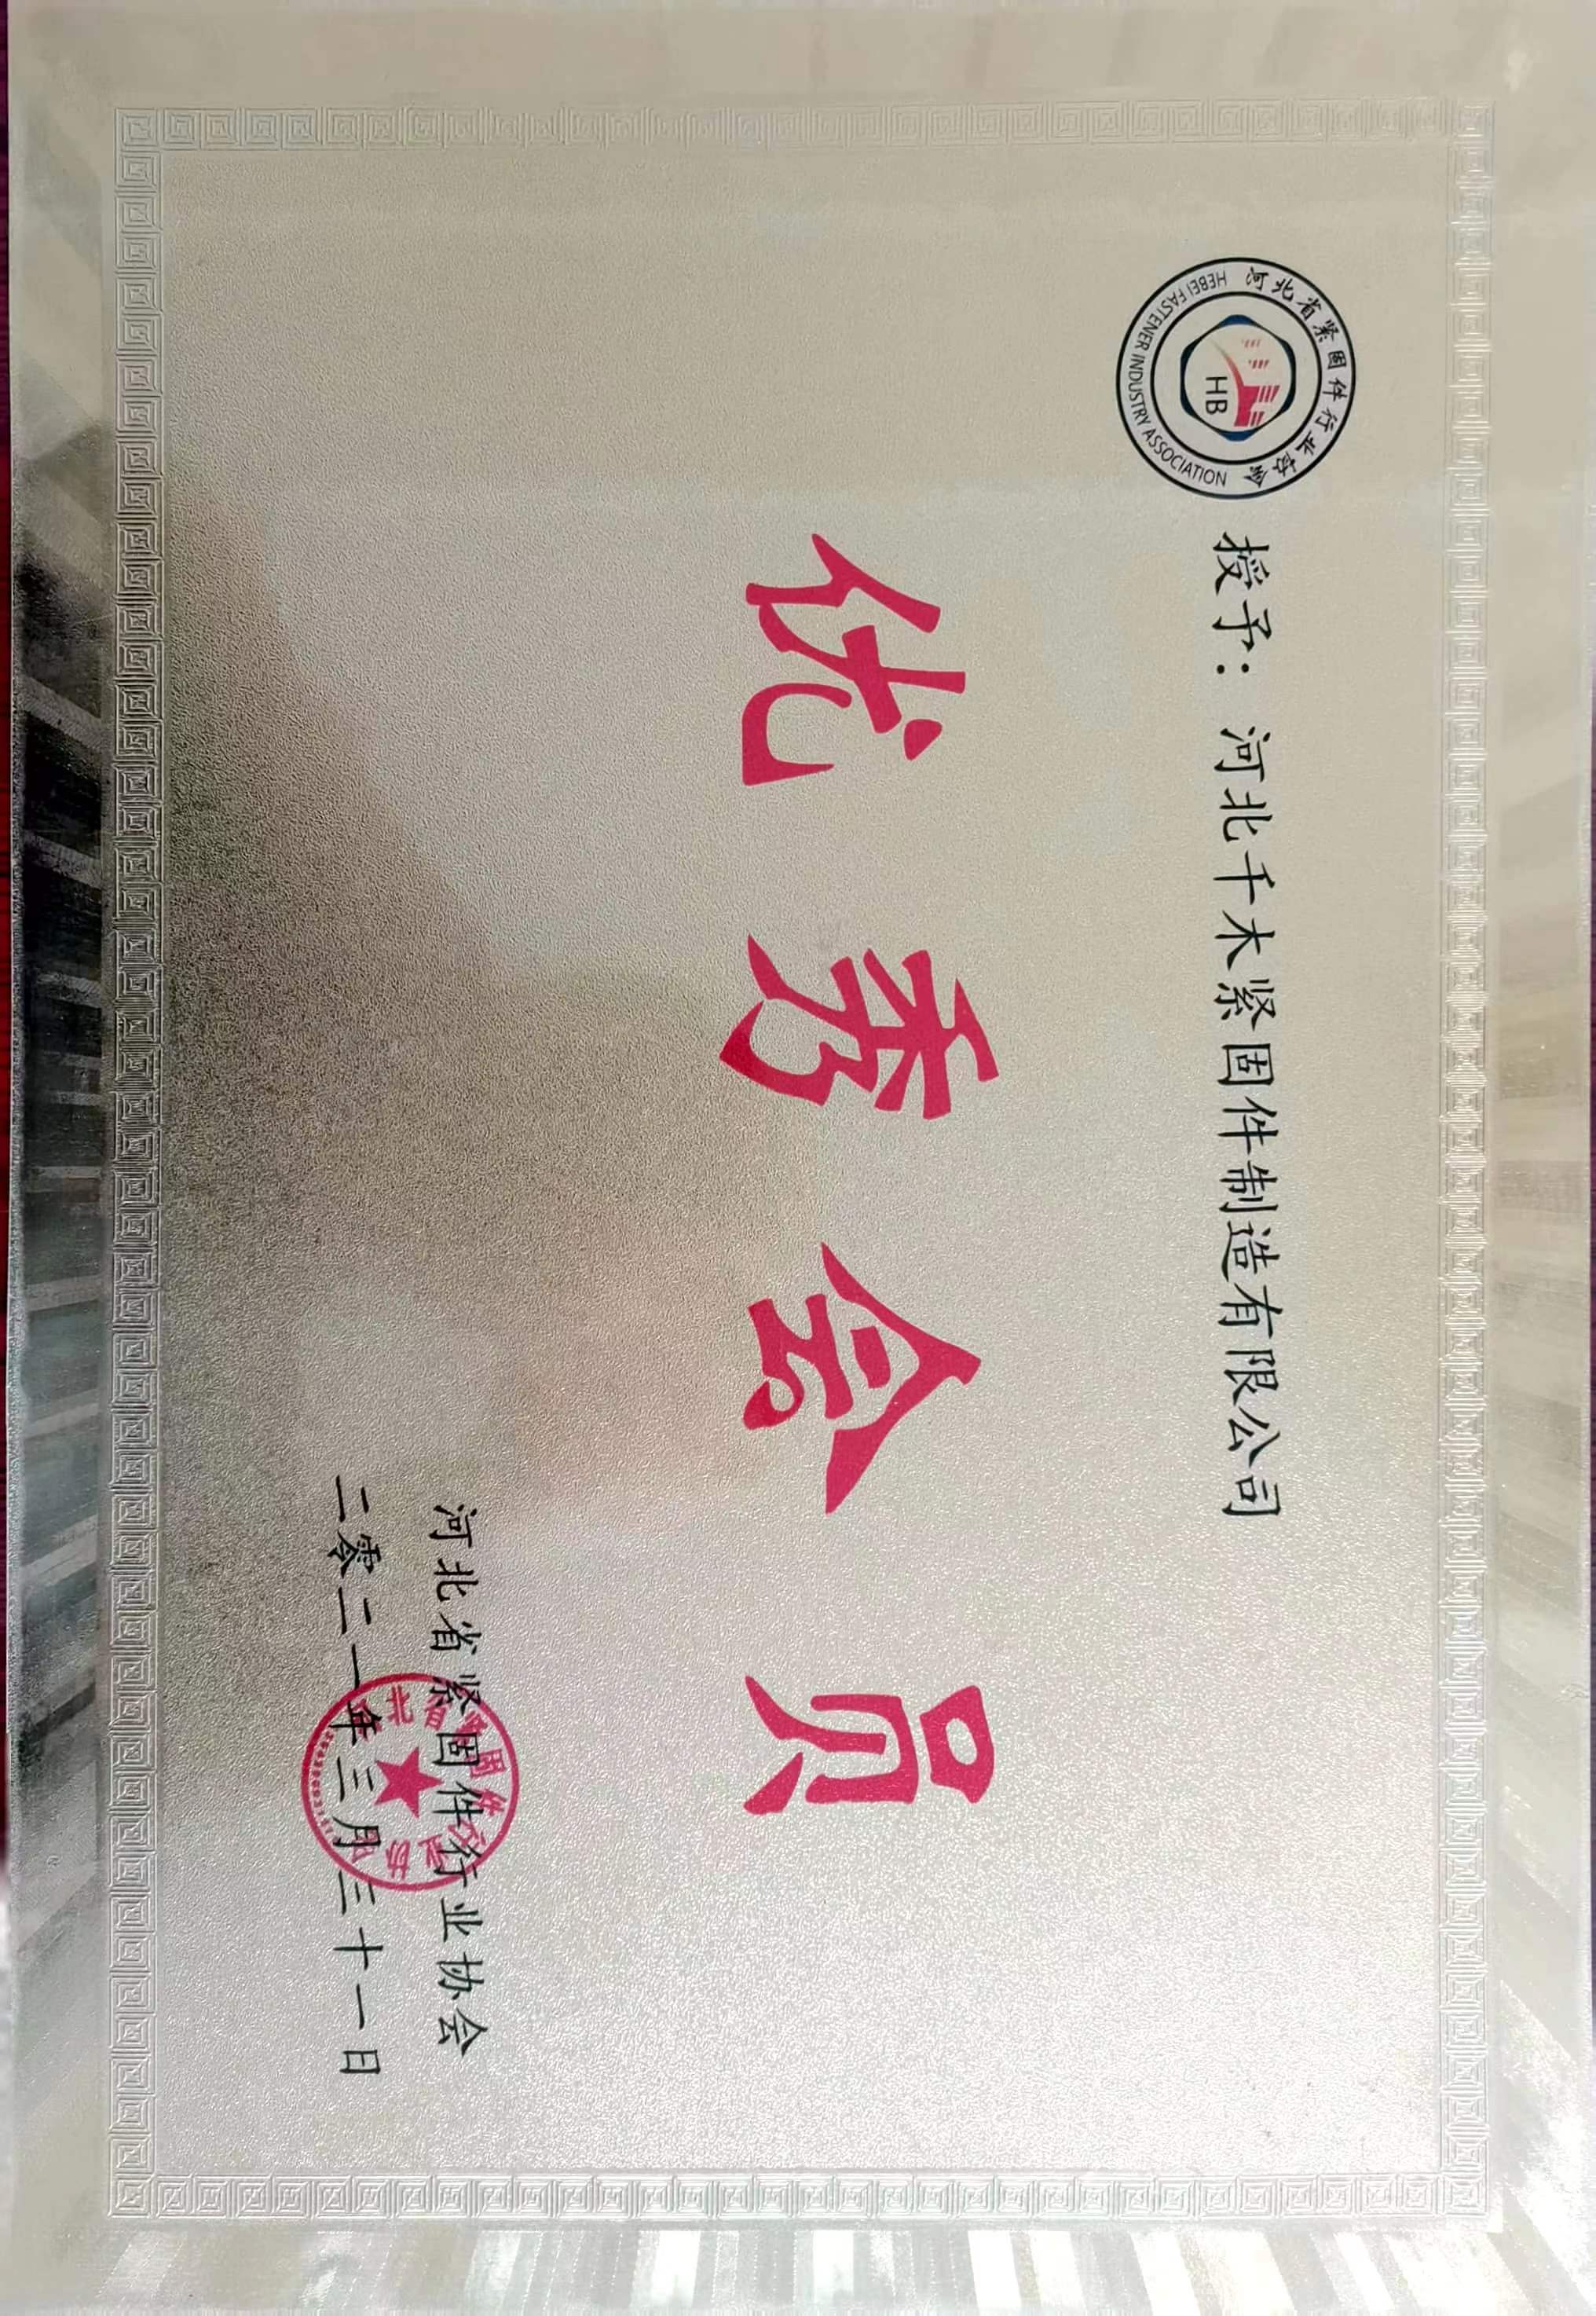 河北省紧固件行业协会
HEBEI FASTENER INDUSTRY ASSOCIATION
HB
授予：河北千木紧固件制造有限公司
优秀会员
河北省紧固件行业协会
二零二一年三月三十一日